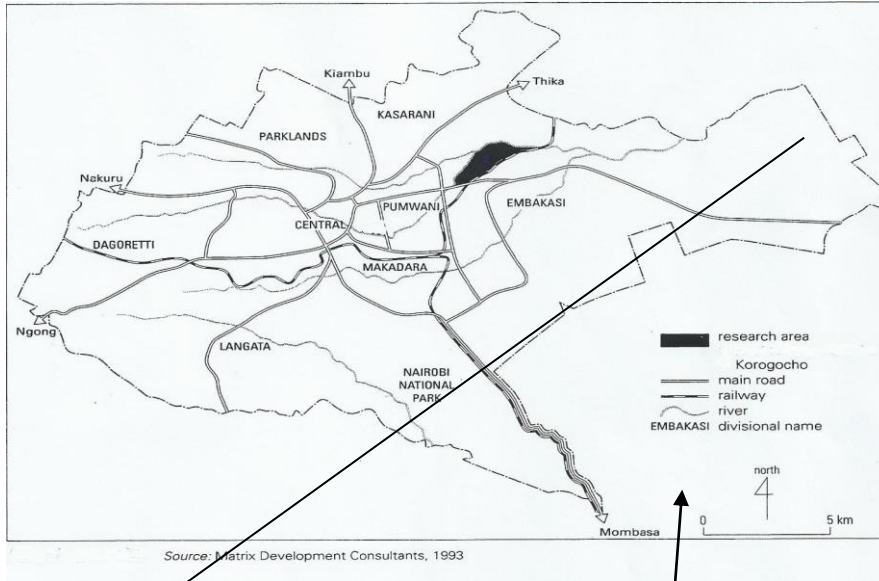 Kiambu
Thika
KASARANI
PARKLANDS
Nakuru
PUMWANI
EMBAKASI
CENTRAL
DAGORETTI
MAKADARA
Ngong
LANGATA
NAIROBI
NATIONAL
PARK
research area
Korogocho
main road
railway
river
EMBAKASI divisional name
north
Mombasa
0 5 km
Source: Matrix Development Consultants, 1993